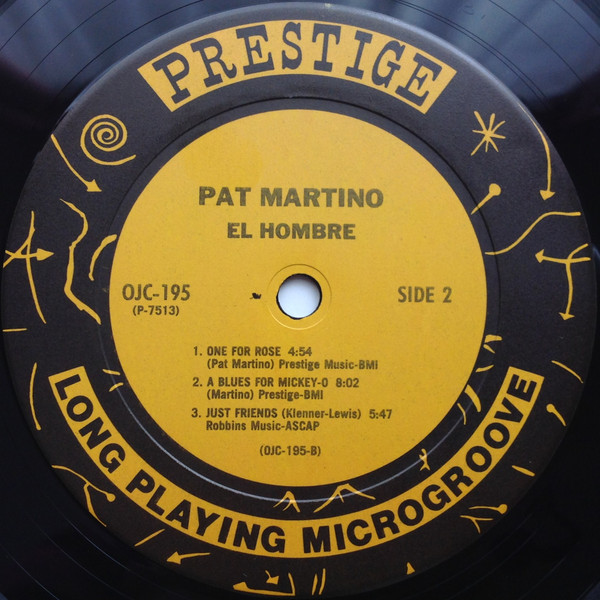 PRESTIGE
PAT MARTINO
EL HOMBRE
OJC-195
(P-7513)
SIDE 2
1. ONE FOR ROSE 4:54
(Pat Martino) Prestige Music-BMI
2. A BLUES FOR MICKEY-O 8:02
(Martino) Prestige-BMI
3. JUST FRIENDS (Klenner-Lewis) 5:47
Robbins Music-ASCAP
(OJC-195-B)
LONG PLAYING MICROGROOVE